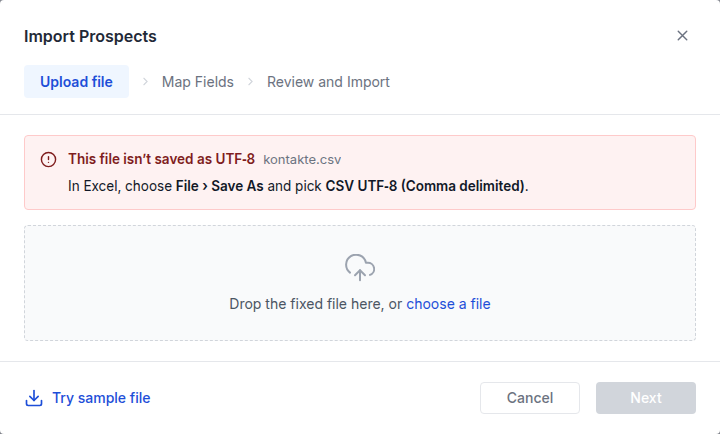 Import Prospects
Upload file
Map Fields
Review and Import
This file isn’t saved as UTF-8 kontakte.csv
In Excel, choose File › Save As and pick CSV UTF-8 (Comma delimited).
Drop the fixed file here, or choose a file
Try sample file
Cancel
Next